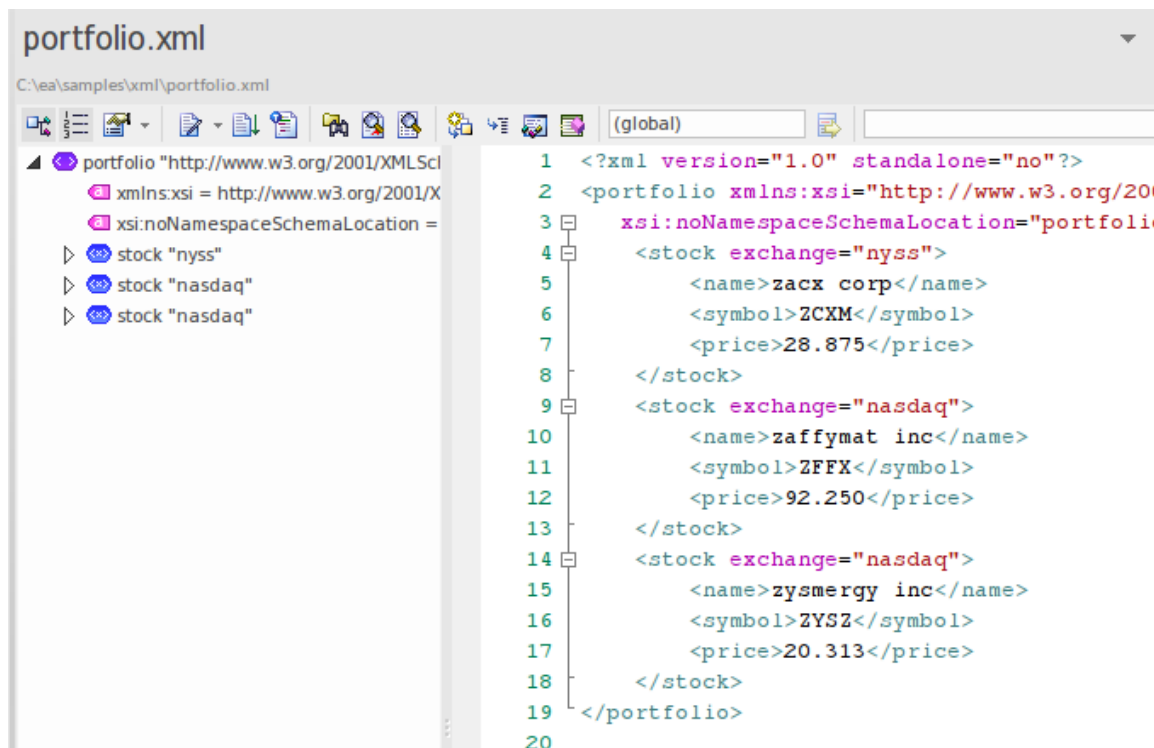 portfolio.xml
C:\ea\samples\xml\portfolio.xml
(global)
portfolio "http://www.w3.org/2001/XMLScl
xmlns:xsi = http://www.w3.org/2001/X
xsi:noNamespaceSchemaLocation =
stock "nyss"
stock "nasdaq"
stock "nasdaq"
1 <?xml version="1.0" standalone="no"?>
2 <portfolio xmlns:xsi="http://www.w3.org/200
3 xsi:noNamespaceSchemaLocation="portfolio
4 <stock exchange="nyss">
5 <name>zacx corp</name>
6 <symbol>ZCXM</symbol>
7 <price>28.875</price>
8 </stock>
9 <stock exchange="nasdaq">
10 <name>zaffymat inc</name>
11 <symbol>ZFFX</symbol>
12 <price>92.250</price>
13 </stock>
14 <stock exchange="nasdaq">
15 <name>zysmergy inc</name>
16 <symbol>ZYSZ</symbol>
17 <price>20.313</price>
18 </stock>
19 </portfolio>
20